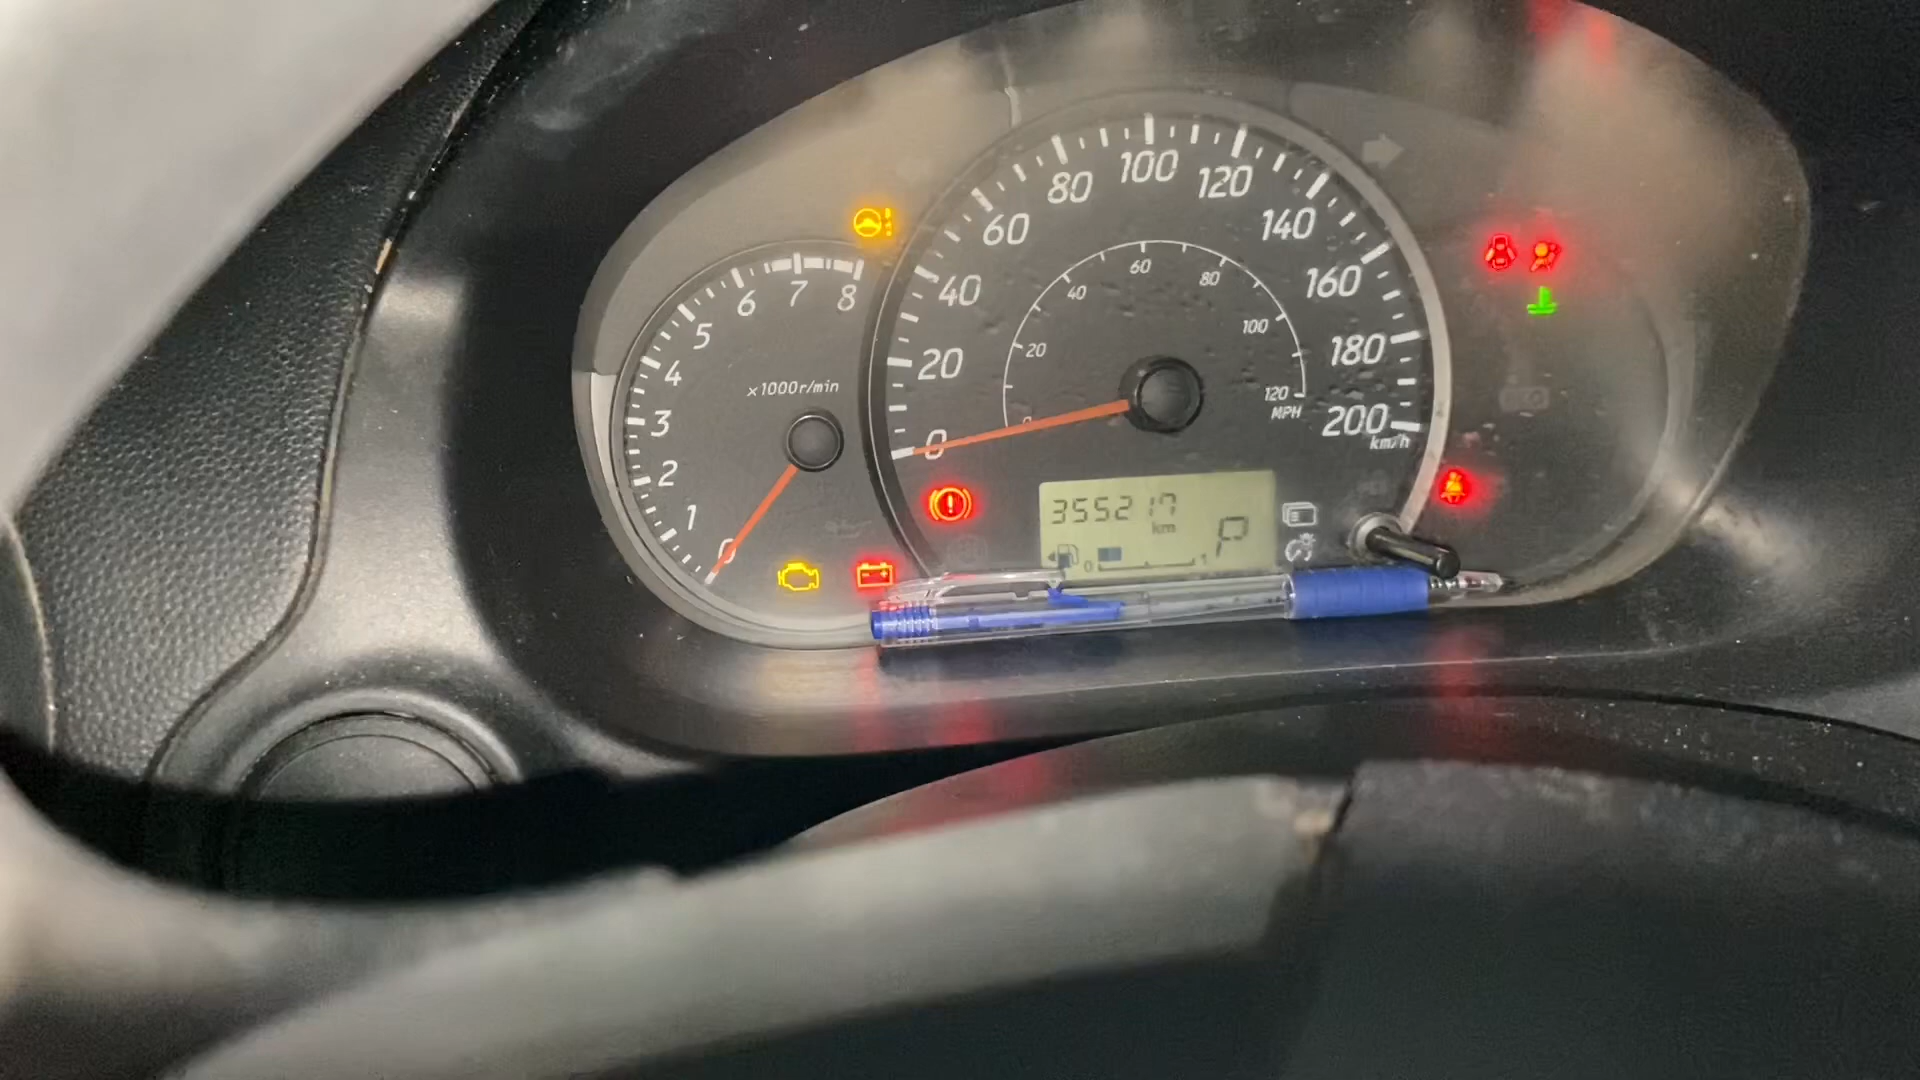 1 2 3 4 5 6 7 8
x1000r/min
0 20 40 60 80 100 120 140 160 180 200
km/h
20 40 60 80 100 120
MPH
355217
km
P
0 1